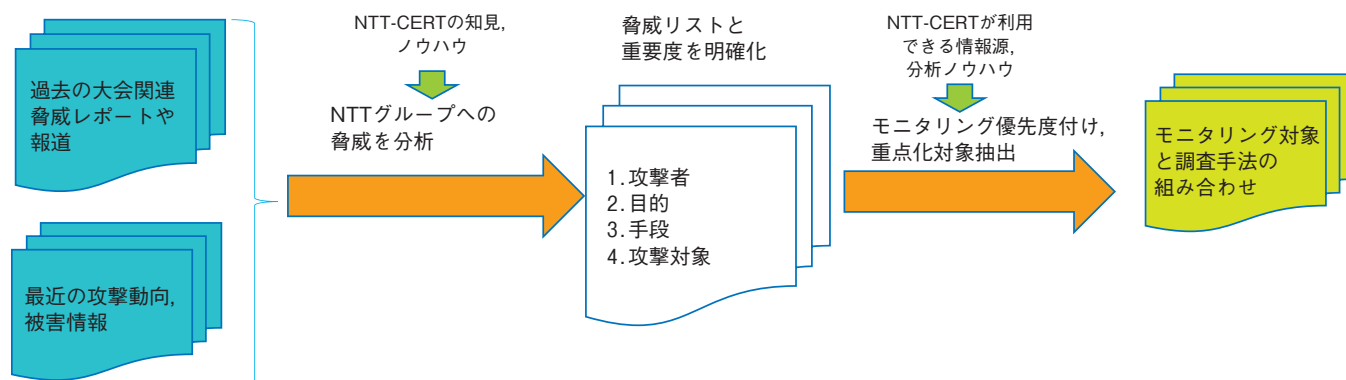 過去の大会関連
脅威レポートや
報道
最近の攻撃動向，
被害情報
NTT-CERTの知見，
ノウハウ
NTTグループへの
脅威を分析
脅威リストと
重要度を明確化
1.攻撃者
2.目的
3.手段
4.攻撃対象
NTT-CERTが利用
できる情報源，
分析ノウハウ
モニタリング優先度付け，
重点化対象抽出
モニタリング対象
と調査手法の
組み合わせ